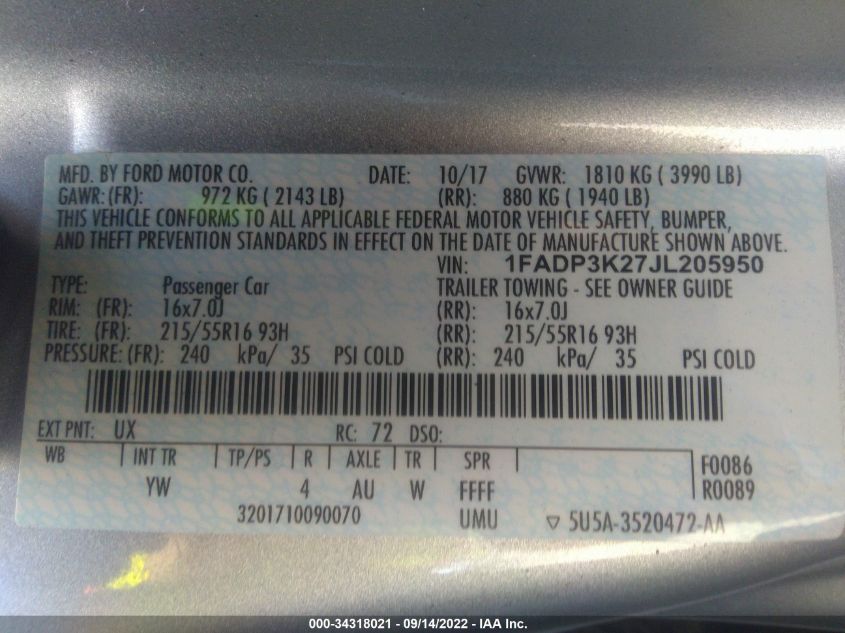 MFD. BY FORD MOTOR CO. DATE: 10/17 GVWR: 1810 KG ( 3990 LB)
GAWR:(FR): 972 KG ( 2143 LB) (RR): 880 KG ( 1940 LB)
THIS VEHICLE CONFORMS TO ALL APPLICABLE FEDERAL MOTOR VEHICLE SAFETY, BUMPER,
AND THEFT PREVENTION STANDARDS IN EFFECT ON THE DATE OF MANUFACTURE SHOWN ABOVE.
VIN: 1FADP3K27JL205950
TYPE: Passenger Car TRAILER TOWING - SEE OWNER GUIDE
RIM: (FR): 16x7.0J (RR): 16x7.0J
TIRE: (FR): 215/55R16 93H (RR): 215/55R16 93H
PRESSURE: (FR): 240 kPa/ 35 PSI COLD (RR): 240 kPa/ 35 PSI COLD
EXT PNT: UX RC: 72 DSO:
WB INT TR TP/PS R AXLE TR SPR F0086
YW 4 AU W FFFF R0089
3201710090070 UMU ▽ 5U5A-3520472-AA
000-34318021 - 09/14/2022 - IAA Inc.